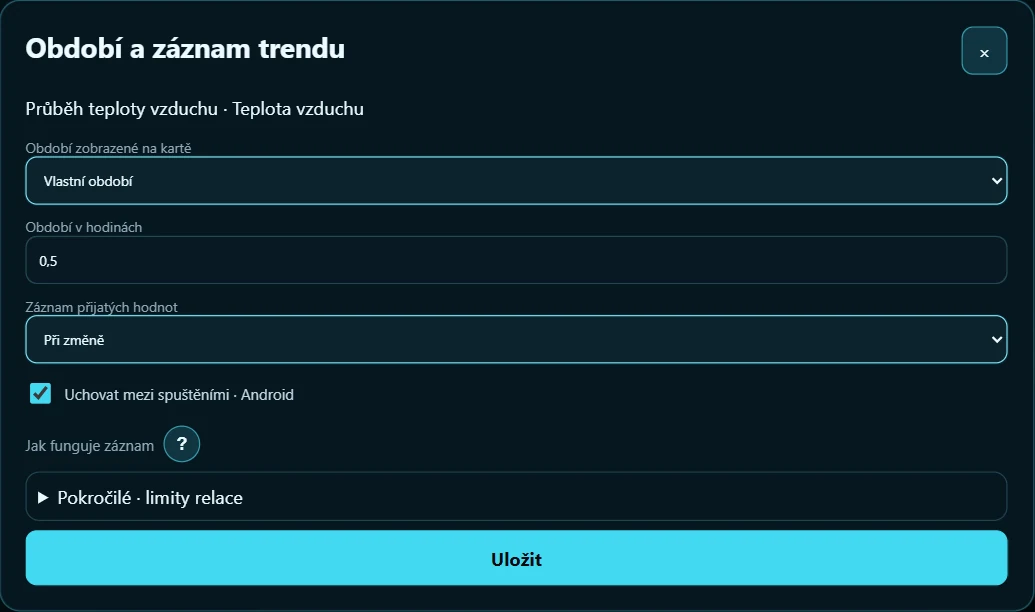 Období a záznam trendu
×
Průběh teploty vzduchu · Teplota vzduchu
Období zobrazené na kartě
Vlastní období
Období v hodinách
0,5
Záznam přijatých hodnot
Při změně
Uchovat mezi spuštěními · Android
Jak funguje záznam ?
Pokročilé · limity relace
Uložit